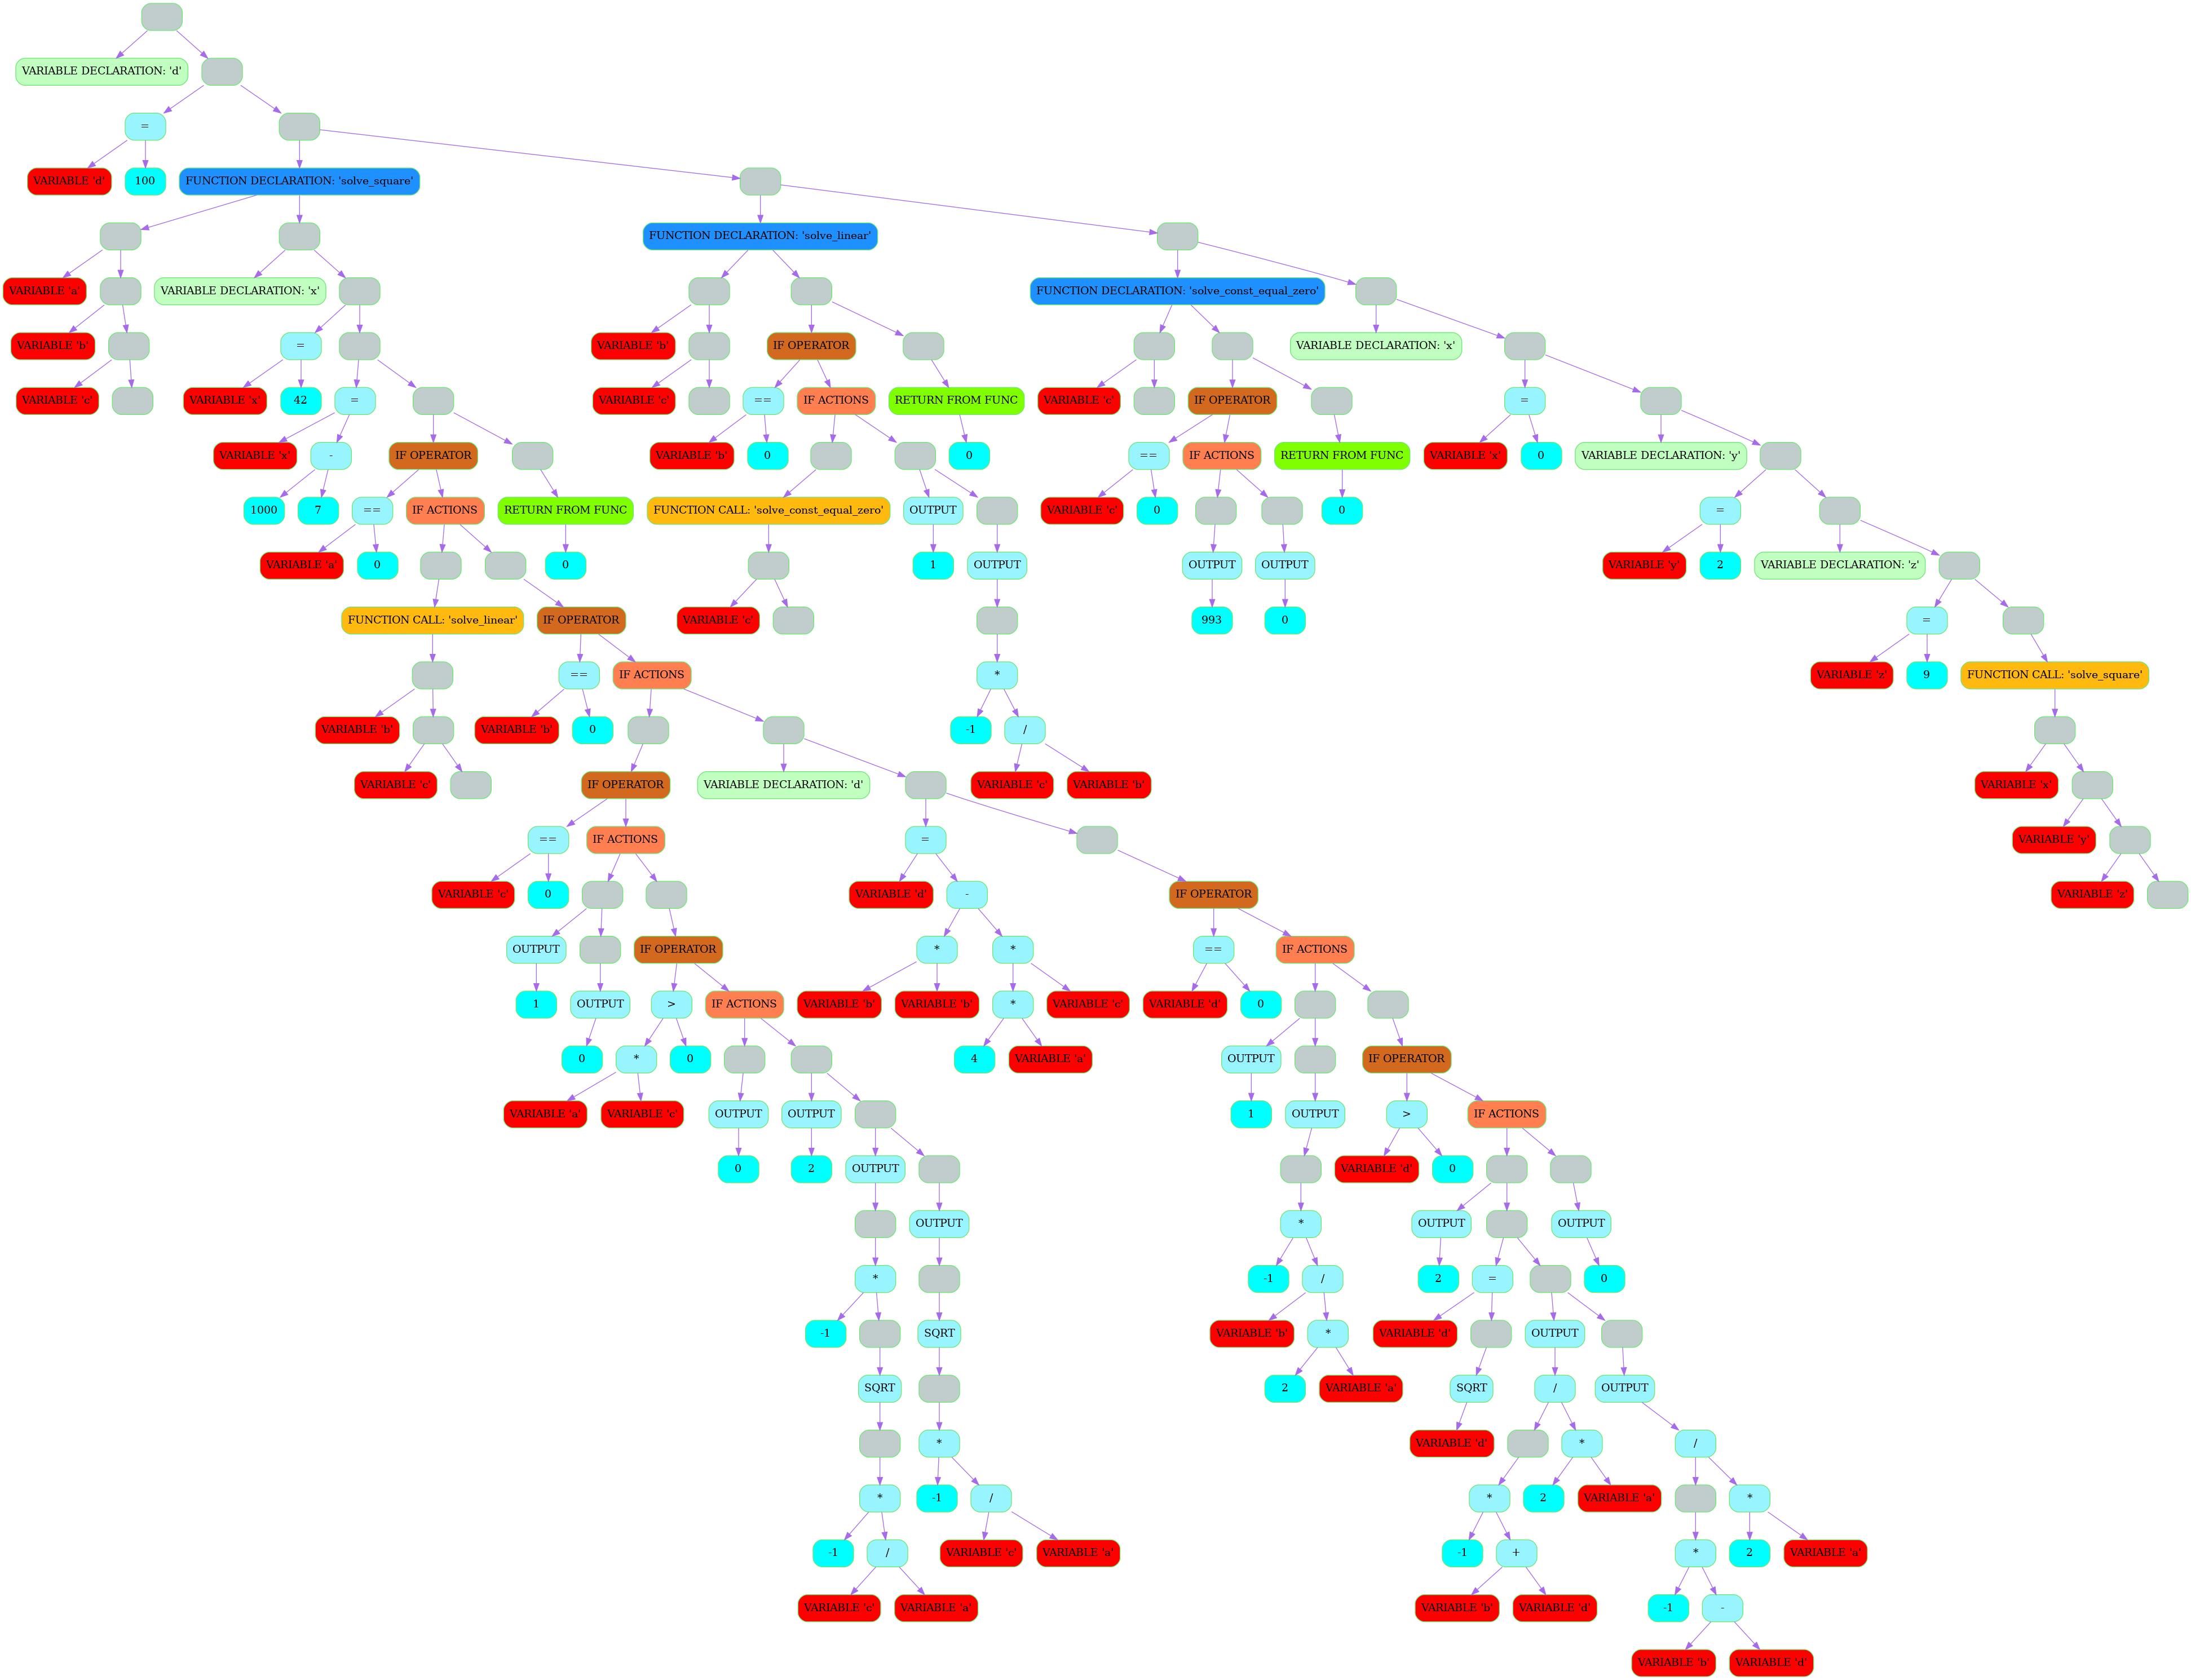 VARIABLE DECLARATION: 'd'
=
VARIABLE 'd' 100 FUNCTION DECLARATION: 'solve_square'
FUNCTION DECLARATION: 'solve_linear'
VARIABLE 'a' VARIABLE DECLARATION: 'x' FUNCTION DECLARATION: 'solve_const_equal_zero'
VARIABLE 'b' = VARIABLE 'b' IF OPERATOR VARIABLE DECLARATION: 'x'
VARIABLE 'c' VARIABLE 'x' 42 = VARIABLE 'c' == IF ACTIONS RETURN FROM FUNC VARIABLE 'c' IF OPERATOR =
VARIABLE 'x' - IF OPERATOR VARIABLE 'b' 0 0 == IF ACTIONS RETURN FROM FUNC VARIABLE 'x' 0 VARIABLE DECLARATION: 'y'
1000 7 == IF ACTIONS RETURN FROM FUNC FUNCTION CALL: 'solve_const_equal_zero' OUTPUT VARIABLE 'c' 0 0 =
VARIABLE 'a' 0 0 1 OUTPUT OUTPUT OUTPUT VARIABLE 'y' 2 VARIABLE DECLARATION: 'z'
FUNCTION CALL: 'solve_linear' IF OPERATOR VARIABLE 'c' 993 0 =
== IF ACTIONS * VARIABLE 'z' 9 FUNCTION CALL: 'solve_square'
VARIABLE 'b' VARIABLE 'b' 0 -1 /
VARIABLE 'c' IF OPERATOR VARIABLE DECLARATION: 'd' VARIABLE 'c' VARIABLE 'b' VARIABLE 'x'
== IF ACTIONS = VARIABLE 'y'
VARIABLE 'c' 0 VARIABLE 'd' - IF OPERATOR VARIABLE 'z'
OUTPUT IF OPERATOR * * == IF ACTIONS
1 OUTPUT > IF ACTIONS VARIABLE 'b' VARIABLE 'b' * VARIABLE 'c' VARIABLE 'd' 0
0 * 0 4 VARIABLE 'a' OUTPUT IF OPERATOR
VARIABLE 'a' VARIABLE 'c' OUTPUT OUTPUT 1 OUTPUT > IF ACTIONS
0 2 OUTPUT VARIABLE 'd' 0
OUTPUT * OUTPUT OUTPUT
* -1 / 2 = 0
-1 SQRT VARIABLE 'b' * VARIABLE 'd' OUTPUT
SQRT 2 VARIABLE 'a' SQRT / OUTPUT
* VARIABLE 'd' * /
* -1 / * 2 VARIABLE 'a'
-1 / VARIABLE 'c' VARIABLE 'a' -1 + * 2 VARIABLE 'a'
VARIABLE 'c' VARIABLE 'a' VARIABLE 'b' VARIABLE 'd' -1 -
VARIABLE 'b' VARIABLE 'd'